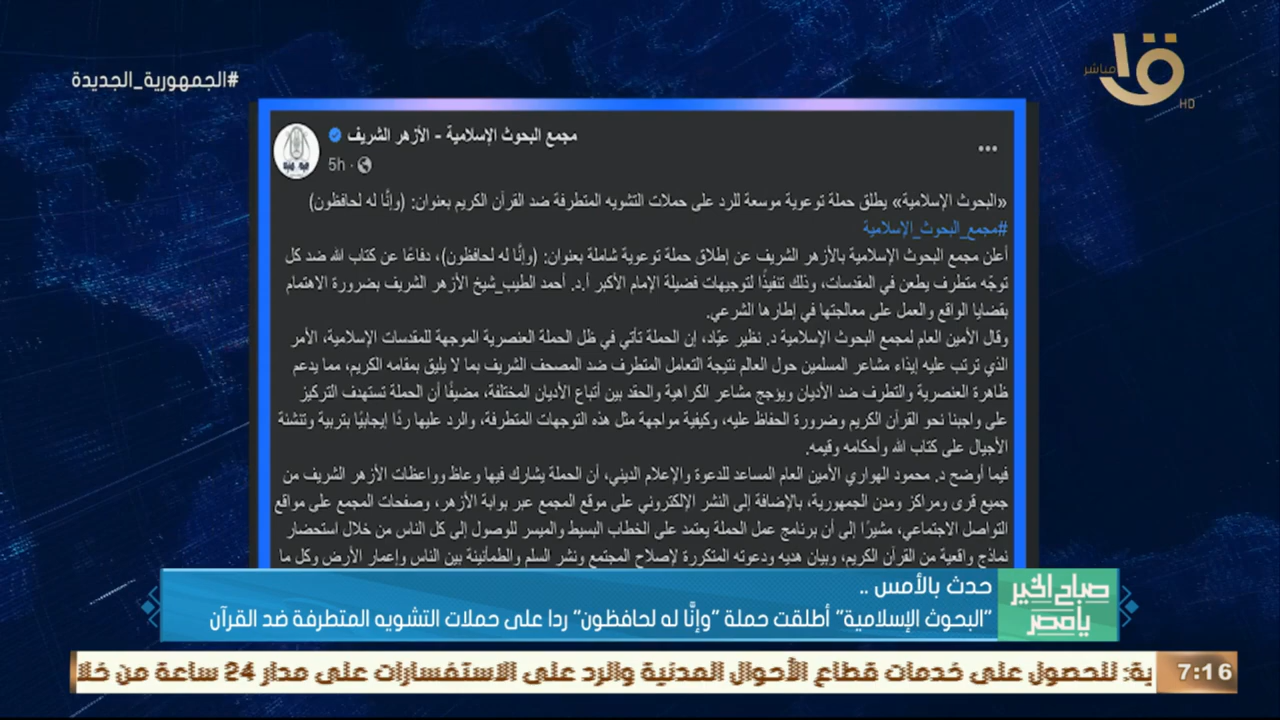 #الجمهورية_الجديدة
مباشر
HD
مجمع البحوث الإسلامية - الأزهر الشريف
5h
«البحوث الإسلامية» يطلق حملة توعوية موسعة للرد على حملات التشويه المتطرفة ضد القرآن الكريم بعنوان: (وإنَّا له لحافظون)
#مجمع_البحوث_الإسلامية
أعلن مجمع البحوث الإسلامية بالأزهر الشريف عن إطلاق حملة توعوية شاملة بعنوان: (وإنَّا له لحافظون)، دفاعًا عن كتاب الله ضد كل
توجّه متطرف يطعن في المقدسات، وذلك تنفيذًا لتوجيهات فضيلة الإمام الأكبر أ.د. أحمد الطيب_شيخ الأزهر الشريف بضرورة الاهتمام
بقضايا الواقع والعمل على معالجتها في إطارها الشرعي.
وقال الأمين العام لمجمع البحوث الإسلامية د. نظير عيّاد، إن الحملة تأتي في ظل الحملة العنصرية الموجهة للمقدسات الإسلامية، الأمر
الذي ترتب عليه إيذاء مشاعر المسلمين حول العالم نتيجة التعامل المتطرف ضد المصحف الشريف بما لا يليق بمقامه الكريم، مما يدعم
ظاهرة العنصرية والتطرف ضد الأديان ويؤجج مشاعر الكراهية والحقد بين أتباع الأديان المختلفة، مضيفًا أن الحملة تستهدف التركيز
على واجبنا نحو القرآن الكريم وضرورة الحفاظ عليه، وكيفية مواجهة مثل هذه التوجهات المتطرفة، والرد عليها ردًا إيجابيًا بتربية وتنشئة
الأجيال على كتاب الله وأحكامه وقيمه.
فيما أوضح د. محمود الهواري الأمين العام المساعد للدعوة والإعلام الديني، أن الحملة يشارك فيها وعاظ وواعظات الأزهر الشريف من
جميع قرى ومراكز ومدن الجمهورية، بالإضافة إلى النشر الإلكتروني على موقع المجمع عبر بوابة الأزهر، وصفحات المجمع على مواقع
التواصل الاجتماعي، مشيرًا إلى أن برنامج عمل الحملة يعتمد على الخطاب البسيط والميسر للوصول إلى كل الناس من خلال استحضار
نماذج واقعية من القرآن الكريم، وبيان هديه ودعوته المتكررة لإصلاح المجتمع ونشر السلم والطمأنينة بين الناس وإعمار الأرض وكل ما
صباح الخير
يا مصر
حدث بالأمس ..
"البحوث الإسلامية" أطلقت حملة "وإنَّا له لحافظون" ردا على حملات التشويه المتطرفة ضد القرآن
7:16
ية: للحصول على خدمات قطاع الأحوال المدنية والرد على الاستفسارات على مدار 24 ساعة من خلا